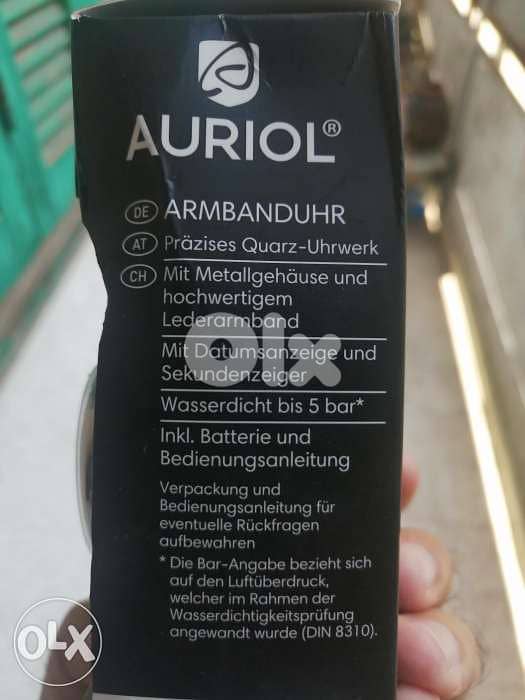 AURIOL®
DE ARMBANDUHR
AT Präzises Quarz-Uhrwerk
CH Mit Metallgehäuse und
hochwertigem
Lederarmband
Mit Datumsanzeige und
Sekundenzeiger
Wasserdicht bis 5 bar*
Inkl. Batterie und
Bedienungsanleitung
Verpackung und
Bedienungsanleitung für
eventuelle Rückfragen
aufbewahren
* Die Bar-Angabe bezieht sich
auf den Luftüberdruck,
welcher im Rahmen der
Wasserdichtigkeitsprüfung
angewandt wurde (DIN 8310).
OLX
OLX